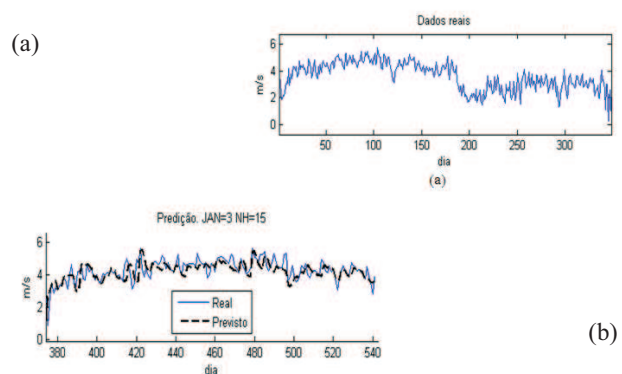 (a)
Dados reais
6
4
2
0
m/s
50 100 150 200 250 300
dia
(a)
Predição. JAN=3 NH=15
6
4
2
0
m/s
Real
Previsto
380 400 420 440 460 480 500 520 540
dia
(b)